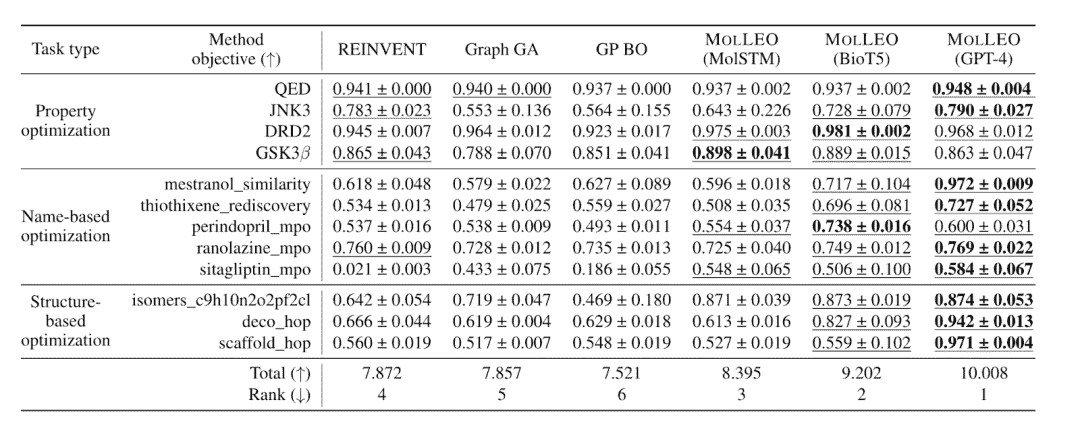 Task type Method objective (↑) REINVENT Graph GA GP BO MOLLEO (MolSTM) MOLLEO (BioT5) MOLLEO (GPT-4)
Property optimization
QED 0.941 ± 0.000 0.940 ± 0.000 0.937 ± 0.000 0.937 ± 0.002 0.937 ± 0.002 0.948 ± 0.004
JNK3 0.783 ± 0.023 0.553 ± 0.136 0.564 ± 0.155 0.643 ± 0.226 0.728 ± 0.079 0.790 ± 0.027
DRD2 0.945 ± 0.007 0.964 ± 0.012 0.923 ± 0.017 0.975 ± 0.003 0.981 ± 0.002 0.968 ± 0.012
GSK3β 0.865 ± 0.043 0.788 ± 0.070 0.851 ± 0.041 0.898 ± 0.041 0.889 ± 0.015 0.863 ± 0.047
Name-based optimization
mestranol_similarity 0.618 ± 0.048 0.579 ± 0.022 0.627 ± 0.089 0.596 ± 0.018 0.717 ± 0.104 0.972 ± 0.009
thiothixene_rediscovery 0.534 ± 0.013 0.479 ± 0.025 0.559 ± 0.027 0.508 ± 0.035 0.696 ± 0.081 0.727 ± 0.052
perindopril_mpo 0.537 ± 0.016 0.538 ± 0.009 0.493 ± 0.011 0.554 ± 0.037 0.738 ± 0.016 0.600 ± 0.031
ranolazine_mpo 0.760 ± 0.009 0.728 ± 0.012 0.735 ± 0.013 0.725 ± 0.040 0.749 ± 0.012 0.769 ± 0.022
sitagliptin_mpo 0.021 ± 0.003 0.433 ± 0.075 0.186 ± 0.055 0.548 ± 0.065 0.506 ± 0.100 0.584 ± 0.067
Structure-based optimization
isomers_c9h10n2o2pf2cl 0.642 ± 0.054 0.719 ± 0.047 0.469 ± 0.180 0.871 ± 0.039 0.873 ± 0.019 0.874 ± 0.053
deco_hop 0.666 ± 0.044 0.619 ± 0.004 0.629 ± 0.018 0.613 ± 0.016 0.827 ± 0.093 0.942 ± 0.013
scaffold_hop 0.560 ± 0.019 0.517 ± 0.007 0.548 ± 0.019 0.527 ± 0.019 0.559 ± 0.102 0.971 ± 0.004
Total (↑) 7.872 7.857 7.521 8.395 9.202 10.008
Rank (↓) 4 5 6 3 2 1